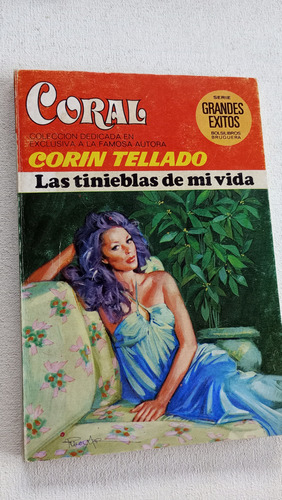 CORAL
COLECCION DEDICADA EN
EXCLUSIVA A LA FAMOSA AUTORA
SERIE
GRANDES
EXITOS
BOLSILIBROS
BRUGUERA
CORIN TELLADO
Las tinieblas de mi vida